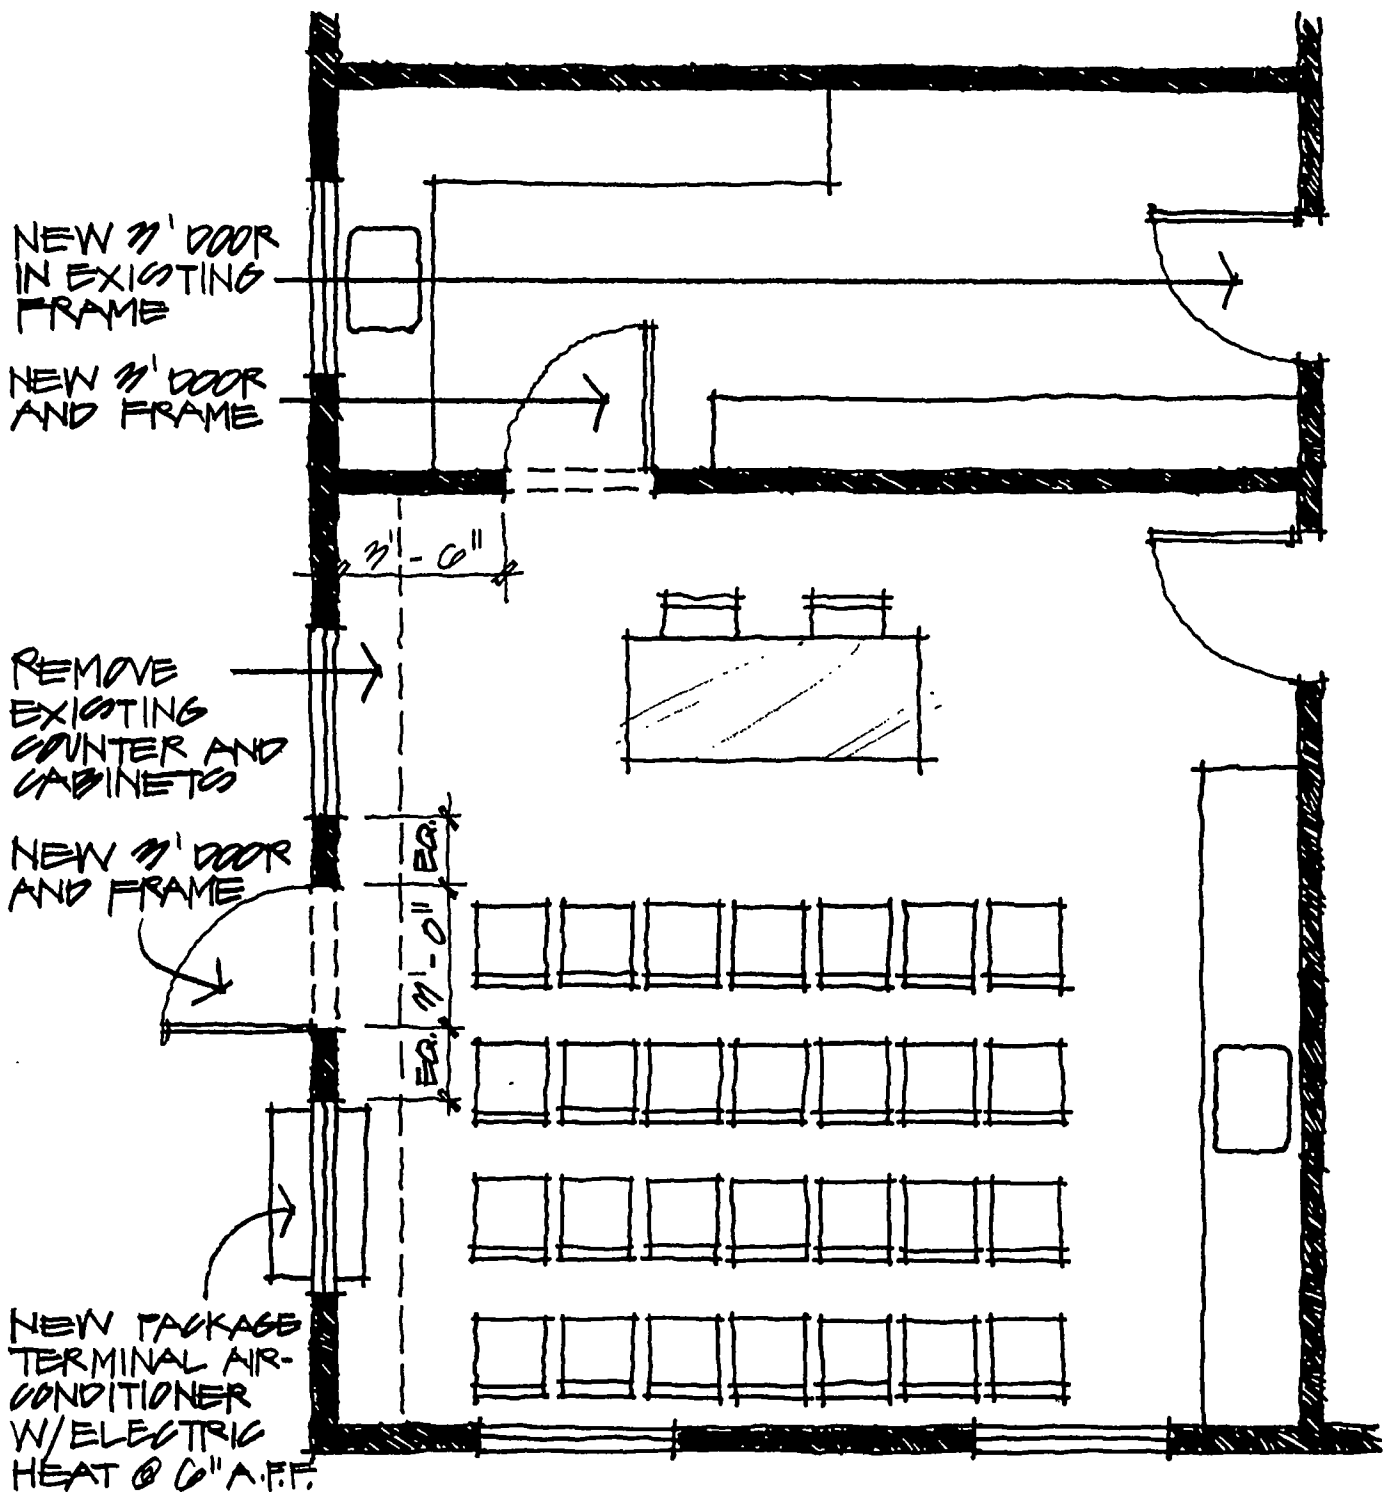 NEW 3' DOOR
IN EXISTING
FRAME
NEW 3' DOOR
AND FRAME
3'-6"
REMOVE
EXISTING
COUNTER AND
CABINETS
EQ.
NEW 3' DOOR
AND FRAME
3'-0"
EQ.
NEW PACKAGE
TERMINAL AIR-
CONDITIONER
W/ELECTRIC
HEAT @ 6" A.F.F.